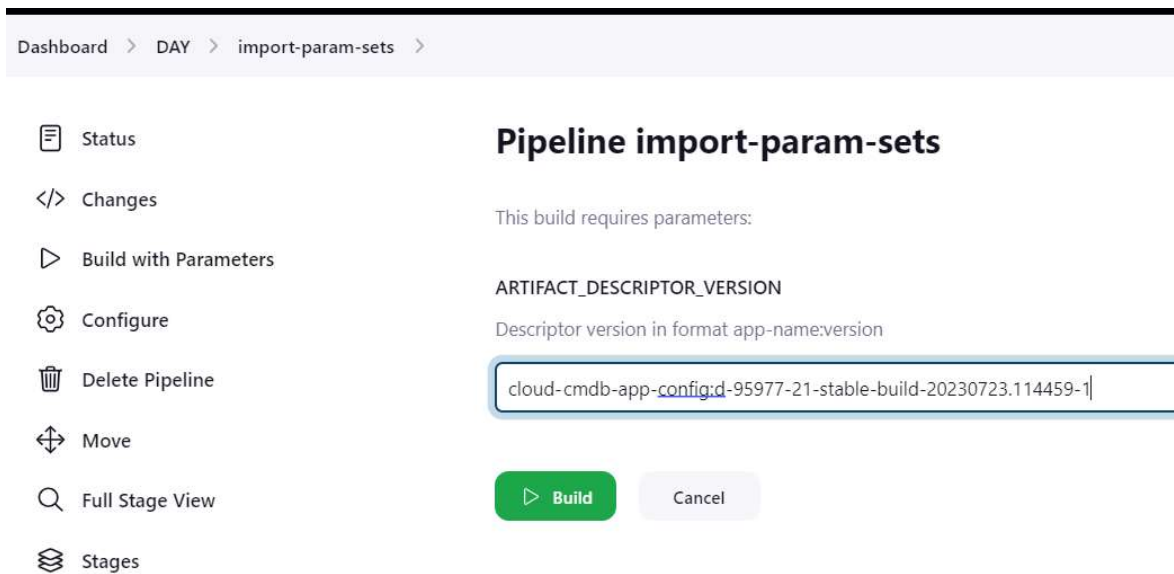 Dashboard > DAY > import-param-sets >
Status
Changes
Build with Parameters
Configure
Delete Pipeline
Move
Full Stage View
Stages
Pipeline import-param-sets
This build requires parameters:
ARTIFACT_DESCRIPTOR_VERSION
Descriptor version in format app-name:version
cloud-cmdb-app-config:d-95977-21-stable-build-20230723.114459-1
Build
Cancel